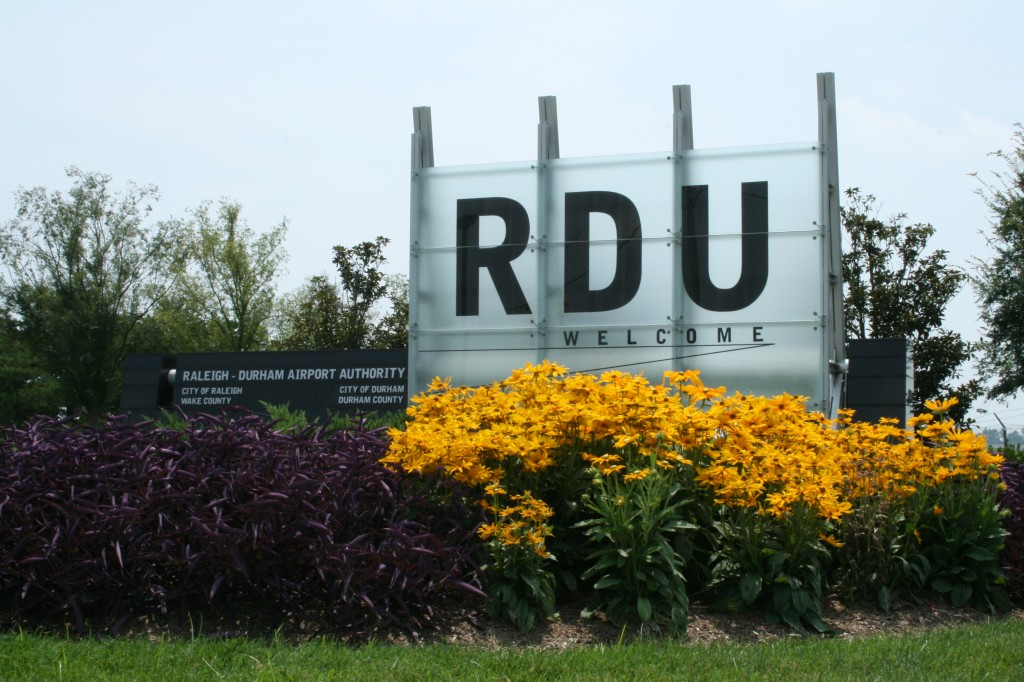 RDU
WELCOME
RALEIGH - DURHAM AIRPORT AUTHORITY
CITY OF RALEIGH CITY OF DURHAM
WAKE COUNTY DURHAM COUNTY